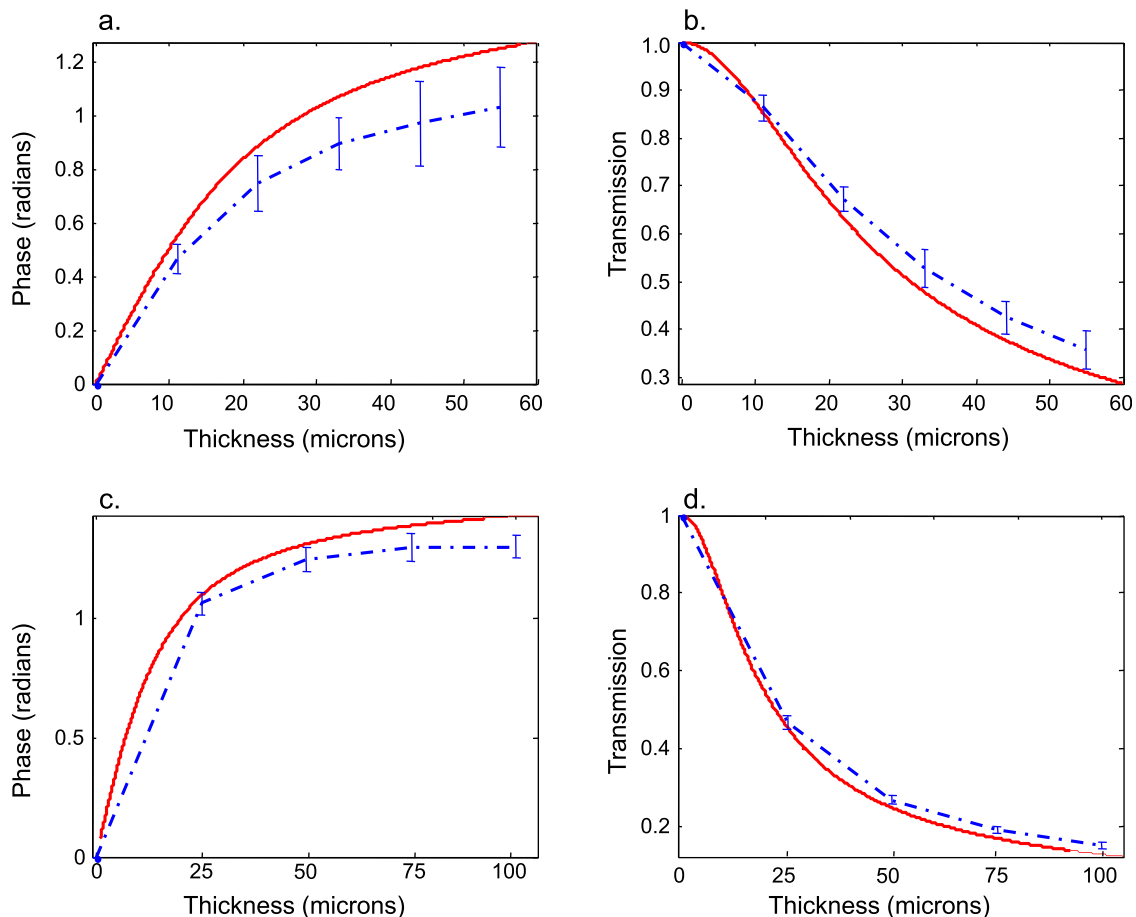 a.
Phase (radians)
1.2
1
0.8
0.6
0.4
0.2
0
0 10 20 30 40 50 60
Thickness (microns)
b.
Transmission
1.0
0.9
0.8
0.7
0.6
0.5
0.4
0.3
0 10 20 30 40 50 60
Thickness (microns)
c.
Phase (radians)
1
0.5
0
0 25 50 75 100
Thickness (microns)
d.
Transmission
1
0.8
0.6
0.4
0.2
0 25 50 75 100
Thickness (microns)